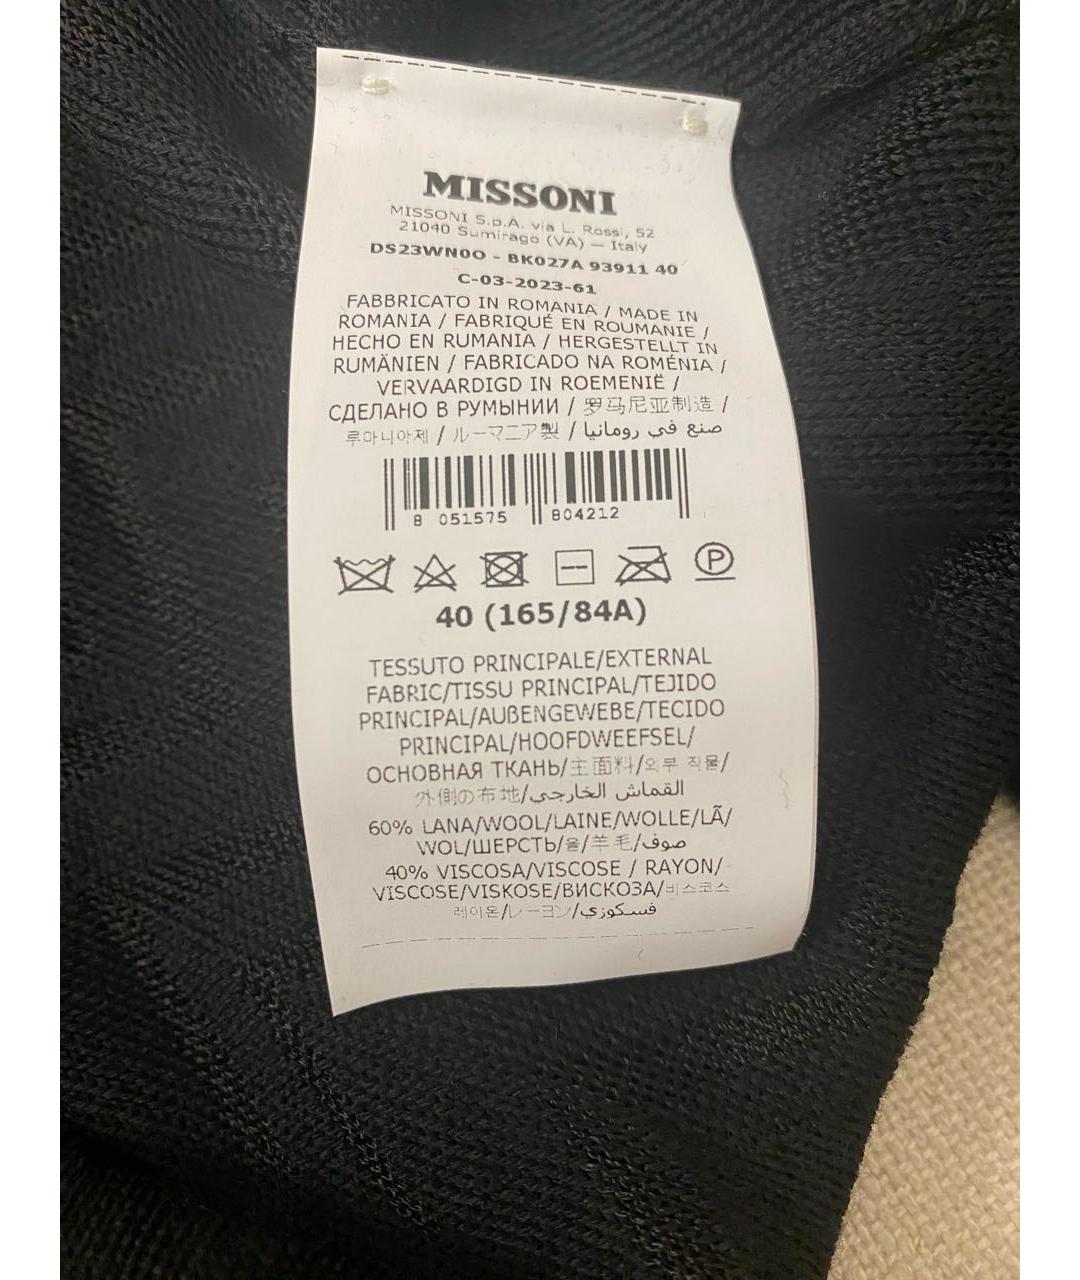 MISSONI
MISSONI S.p.A. via L. Rossi, 52
21040 Sumirago (VA) — Italy
DS23WN0O - BK027A 93911 40
C-03-2023-61
FABBRICATO IN ROMANIA / MADE IN
ROMANIA / FABRIQUÉ EN ROUMANIE /
HECHO EN RUMANIA / HERGESTELLT IN
RUMÄNIEN / FABRICADO NA ROMÉNIA /
VERVAARDIGD IN ROEMENIË /
СДЕЛАНО В РУМЫНИИ / 罗马尼亚制造 /
루마니아제 / ルーマニア製 / صنع في رومانيا
8 051575 804212
P
40 (165/84A)
TESSUTO PRINCIPALE/EXTERNAL
FABRIC/TISSU PRINCIPAL/TEJIDO
PRINCIPAL/AUßENGEWEBE/TECIDO
PRINCIPAL/HOOFDWEEFSEL/
ОСНОВНАЯ ТКАНЬ/主面料/외부 직물/
外側の布地/القماش الخارجي
60% LANA/WOOL/LAINE/WOLLE/LÃ/
WOL/ШЕРСТЬ/울/羊毛/صوف
40% VISCOSA/VISCOSE / RAYON/
VISCOSE/VISKOSE/ВИСКОЗА/비스코스
레이온/レーヨン/فسكوزي